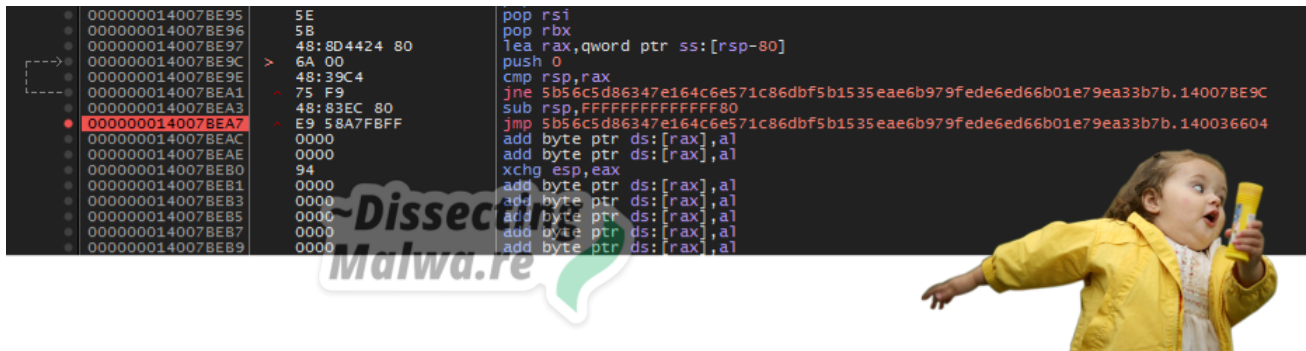 000000014007BE95 5E pop rsi
000000014007BE96 5B pop rbx
000000014007BE97 48:8D4424 80 lea rax,qword ptr ss:[rsp-80]
000000014007BE9C > 6A 00 push 0
000000014007BE9E 48:39C4 cmp rsp,rax
000000014007BEA1 ^ 75 F9 jne 5b56c5d86347e164c6e571c86dbf5b1535eae6b979fede6ed66b01e79ea33b7b.14007BE9C
000000014007BEA3 48:83EC 80 sub rsp,FFFFFFFFFFFFFF80
000000014007BEA7 ^ E9 58A7FBFF jmp 5b56c5d86347e164c6e571c86dbf5b1535eae6b979fede6ed66b01e79ea33b7b.140036604
000000014007BEAC 0000 add byte ptr ds:[rax],al
000000014007BEAE 0000 add byte ptr ds:[rax],al
000000014007BEB0 94 xchg esp,eax
000000014007BEB1 0000 add byte ptr ds:[rax],al
000000014007BEB3 0000 add byte ptr ds:[rax],al
000000014007BEB5 0000 add byte ptr ds:[rax],al
000000014007BEB7 0000 add byte ptr ds:[rax],al
000000014007BEB9 0000 add byte ptr ds:[rax],al
~Dissecting
Malwa.re